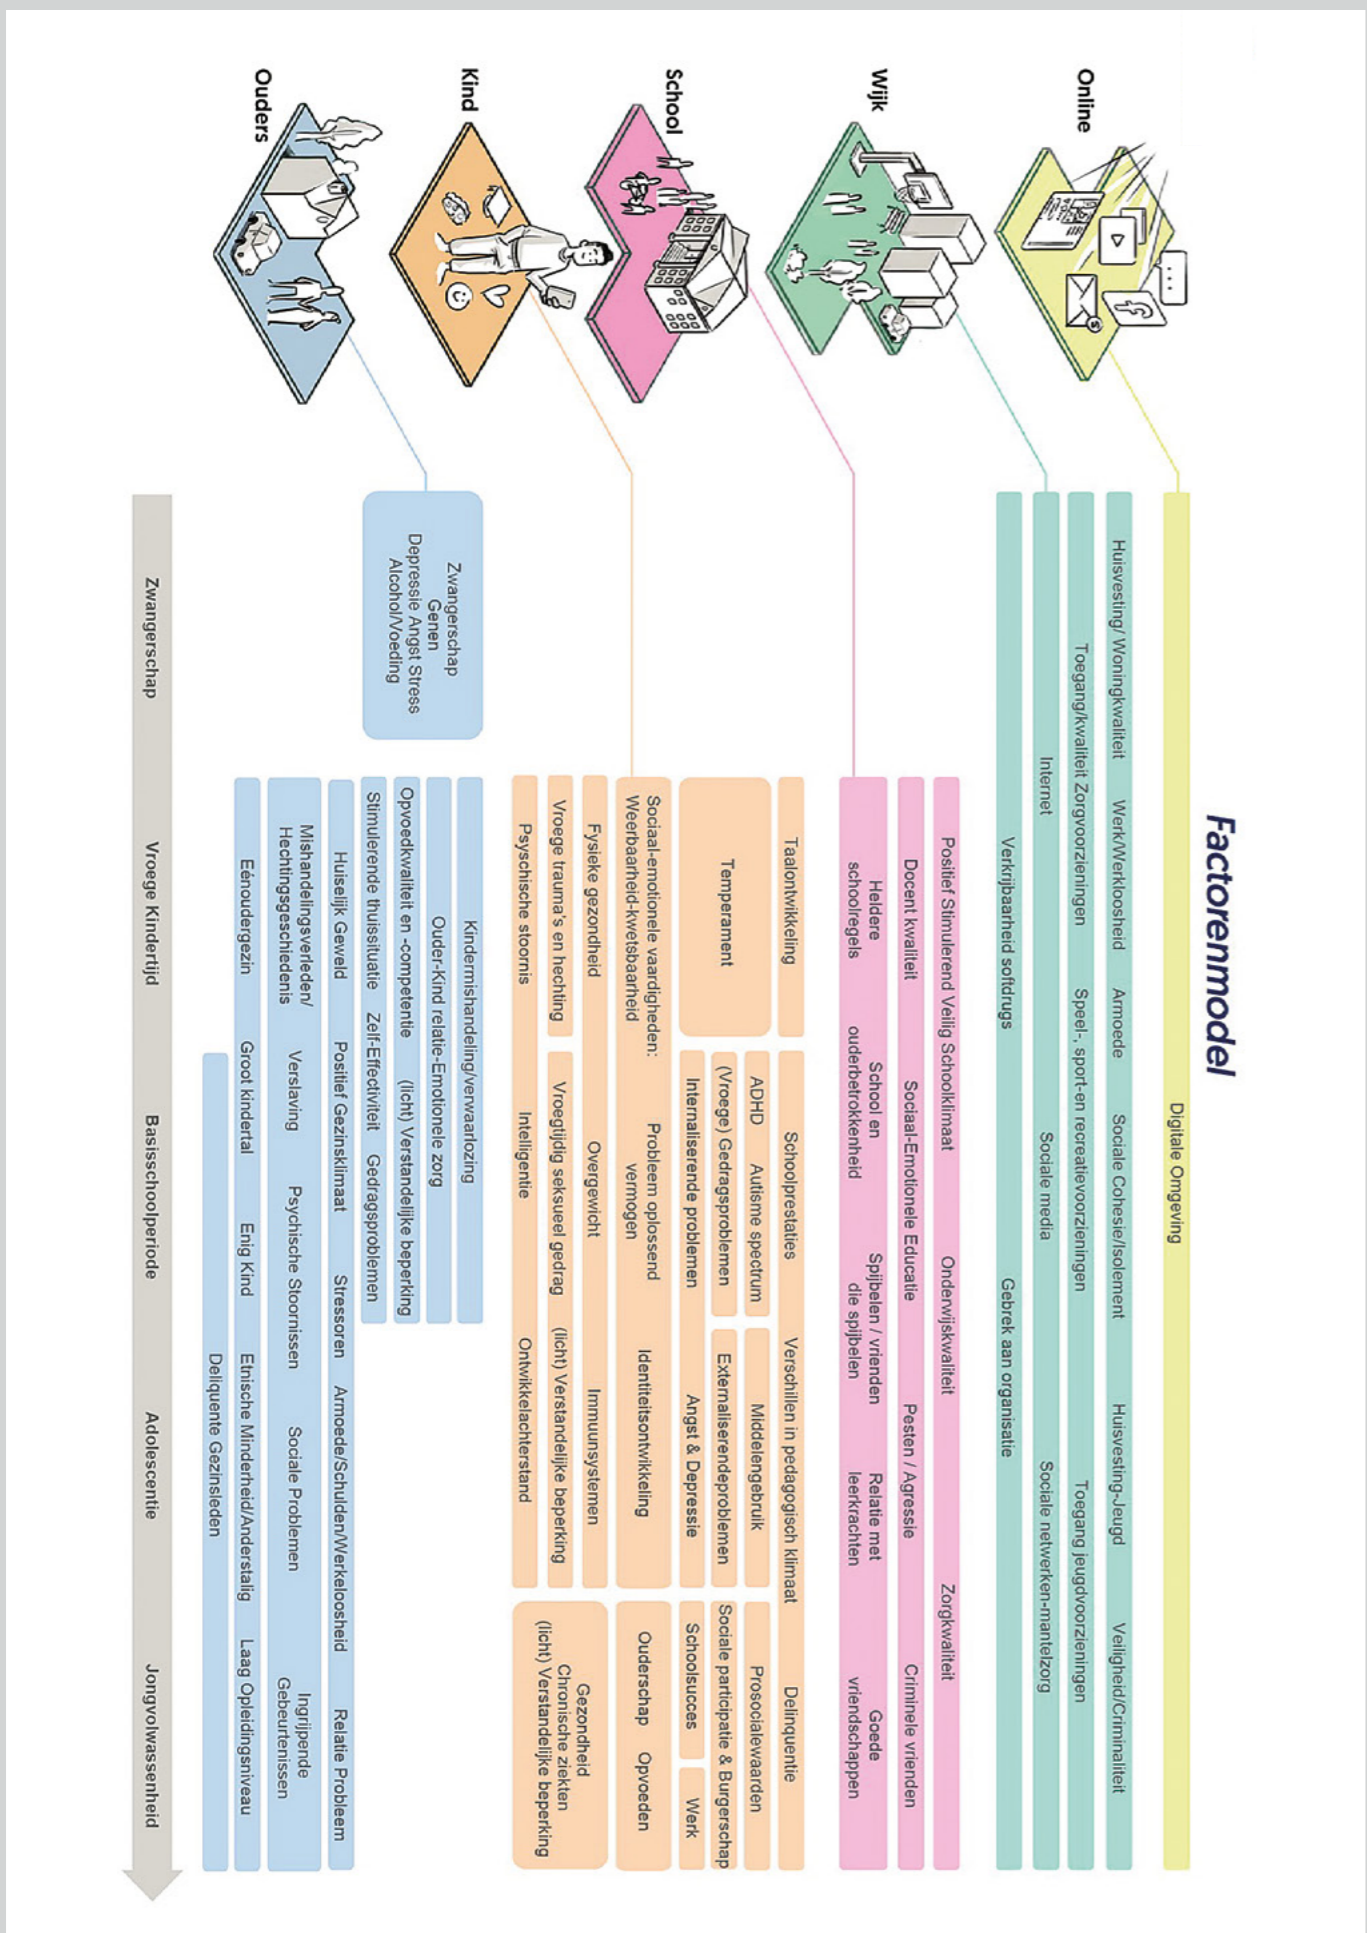 Factorenmodel
Online
Digitale Omgeving
Wijk
Huisvesting/ Woningkwaliteit Werk/Werkloosheid Armoede Sociale Cohesie/Isolement Huisvesting-Jeugd Veiligheid/Criminaliteit
Toegang/kwaliteit Zorgvoorzieningen Speel-, sport-en recreatievoorzieningen Toegang jeugdvoorzieningen
Internet Sociale media Sociale netwerken-mantelzorg
Verkrijbaarheid softdrugs Gebrek aan organisatie
School
Positief Stimulerend Veilig Schoolklimaat Onderwijskwaliteit Zorgkwaliteit
Docent kwaliteit Sociaal-Emotionele Educatie Pesten / Agressie Criminele vrienden
Heldere
schoolregels
School en
ouderbetrokkenheid
Spijbelen / vrienden
die spijbelen
Relatie met
leerkrachten
Goede
vriendschappen
Kind
Taalontwikkeling Schoolprestaties Verschillen in pedagogisch klimaat Delinquentie
Temperament
ADHD Autisme spectrum Middelengebruik Prosocialewaarden
(Vroege) Gedragsproblemen Externaliserendeproblemen Sociale participatie & Burgerschap
Internaliserende problemen Angst & Depressie Schoolsucces Werk
Sociaal-emotionele vaardigheden:
Weerbaarheid-kwetsbaarheid
Probleem oplossend
vermogen
Identiteitsontwikkeling
Ouderschap Opvoeden
Fysieke gezondheid Overgewicht Immuunsystemen
Vroege trauma's en hechting Vroegtijdig seksueel gedrag (licht) Verstandelijke beperking
Psyschische stoornis Intelligentie Ontwikkelachterstand
Gezondheid
Chronische ziekten
(licht) Verstandelijke beperking
Ouders
Zwangerschap
Genen
Depressie Angst Stress
Alcohol/Voeding
Kindermishandeling/verwaarlozing
Ouder-Kind relatie-Emotionele zorg
Opvoedkwaliteit en -competentie (licht) Verstandelijke beperking
Stimulerende thuissituatie Zelf-Effectiviteit Gedragsproblemen
Huiselijk Geweld Positief Gezinsklimaat Stressoren Armoede/Schulden/Werkeloosheid Relatie Probleem
Mishandelingsverleden/
Hechtingsgeschiedenis
Verslaving Psychische Stoornissen Sociale Problemen
Ingrijpende
Gebeurtenissen
Eénoudergezin Groot kindertal Enig Kind Etnische Minderheid/Anderstalig Laag Opleidingsniveau
Deliquente Gezinsleden
Zwangerschap Vroege Kindertijd Basisschoolperiode Adolescentie Jongvolwassenheid